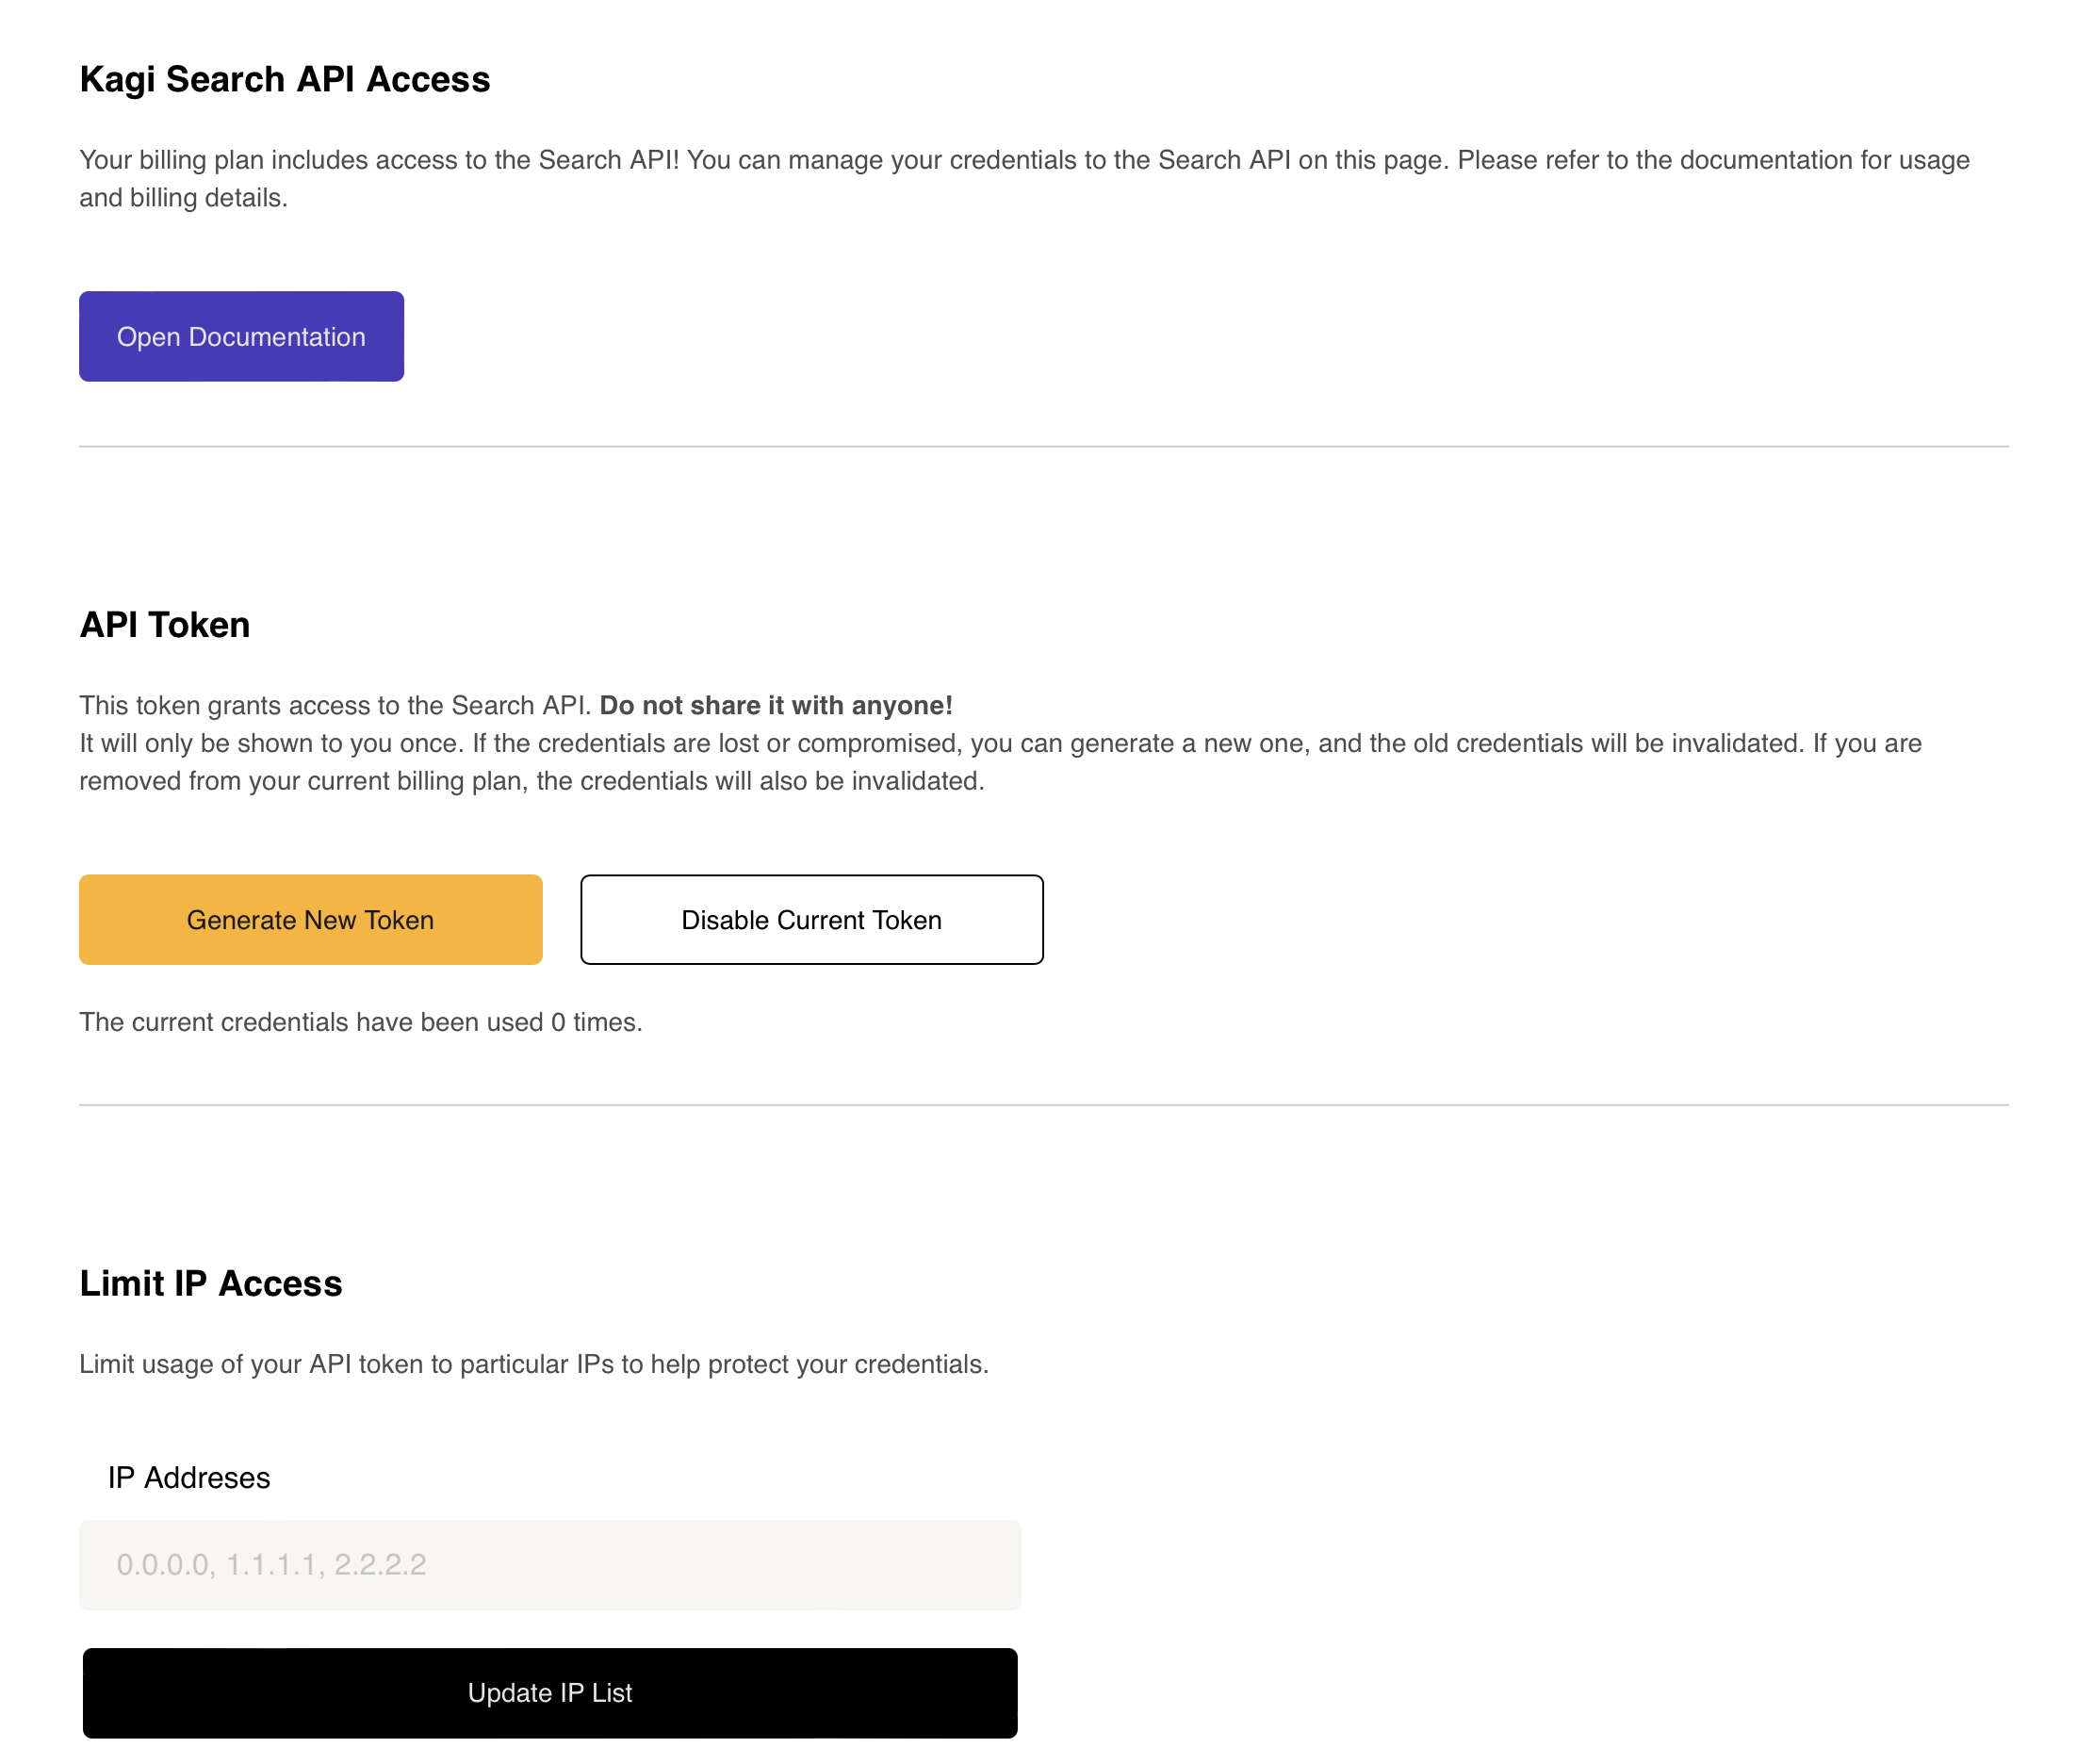 Kagi Search API Access
Your billing plan includes access to the Search API! You can manage your credentials to the Search API on this page. Please refer to the documentation for usage
and billing details.
Open Documentation
API Token
This token grants access to the Search API. Do not share it with anyone!
It will only be shown to you once. If the credentials are lost or compromised, you can generate a new one, and the old credentials will be invalidated. If you are
removed from your current billing plan, the credentials will also be invalidated.
Generate New Token
Disable Current Token
The current credentials have been used 0 times.
Limit IP Access
Limit usage of your API token to particular IPs to help protect your credentials.
IP Addreses
0.0.0.0, 1.1.1.1, 2.2.2.2
Update IP List